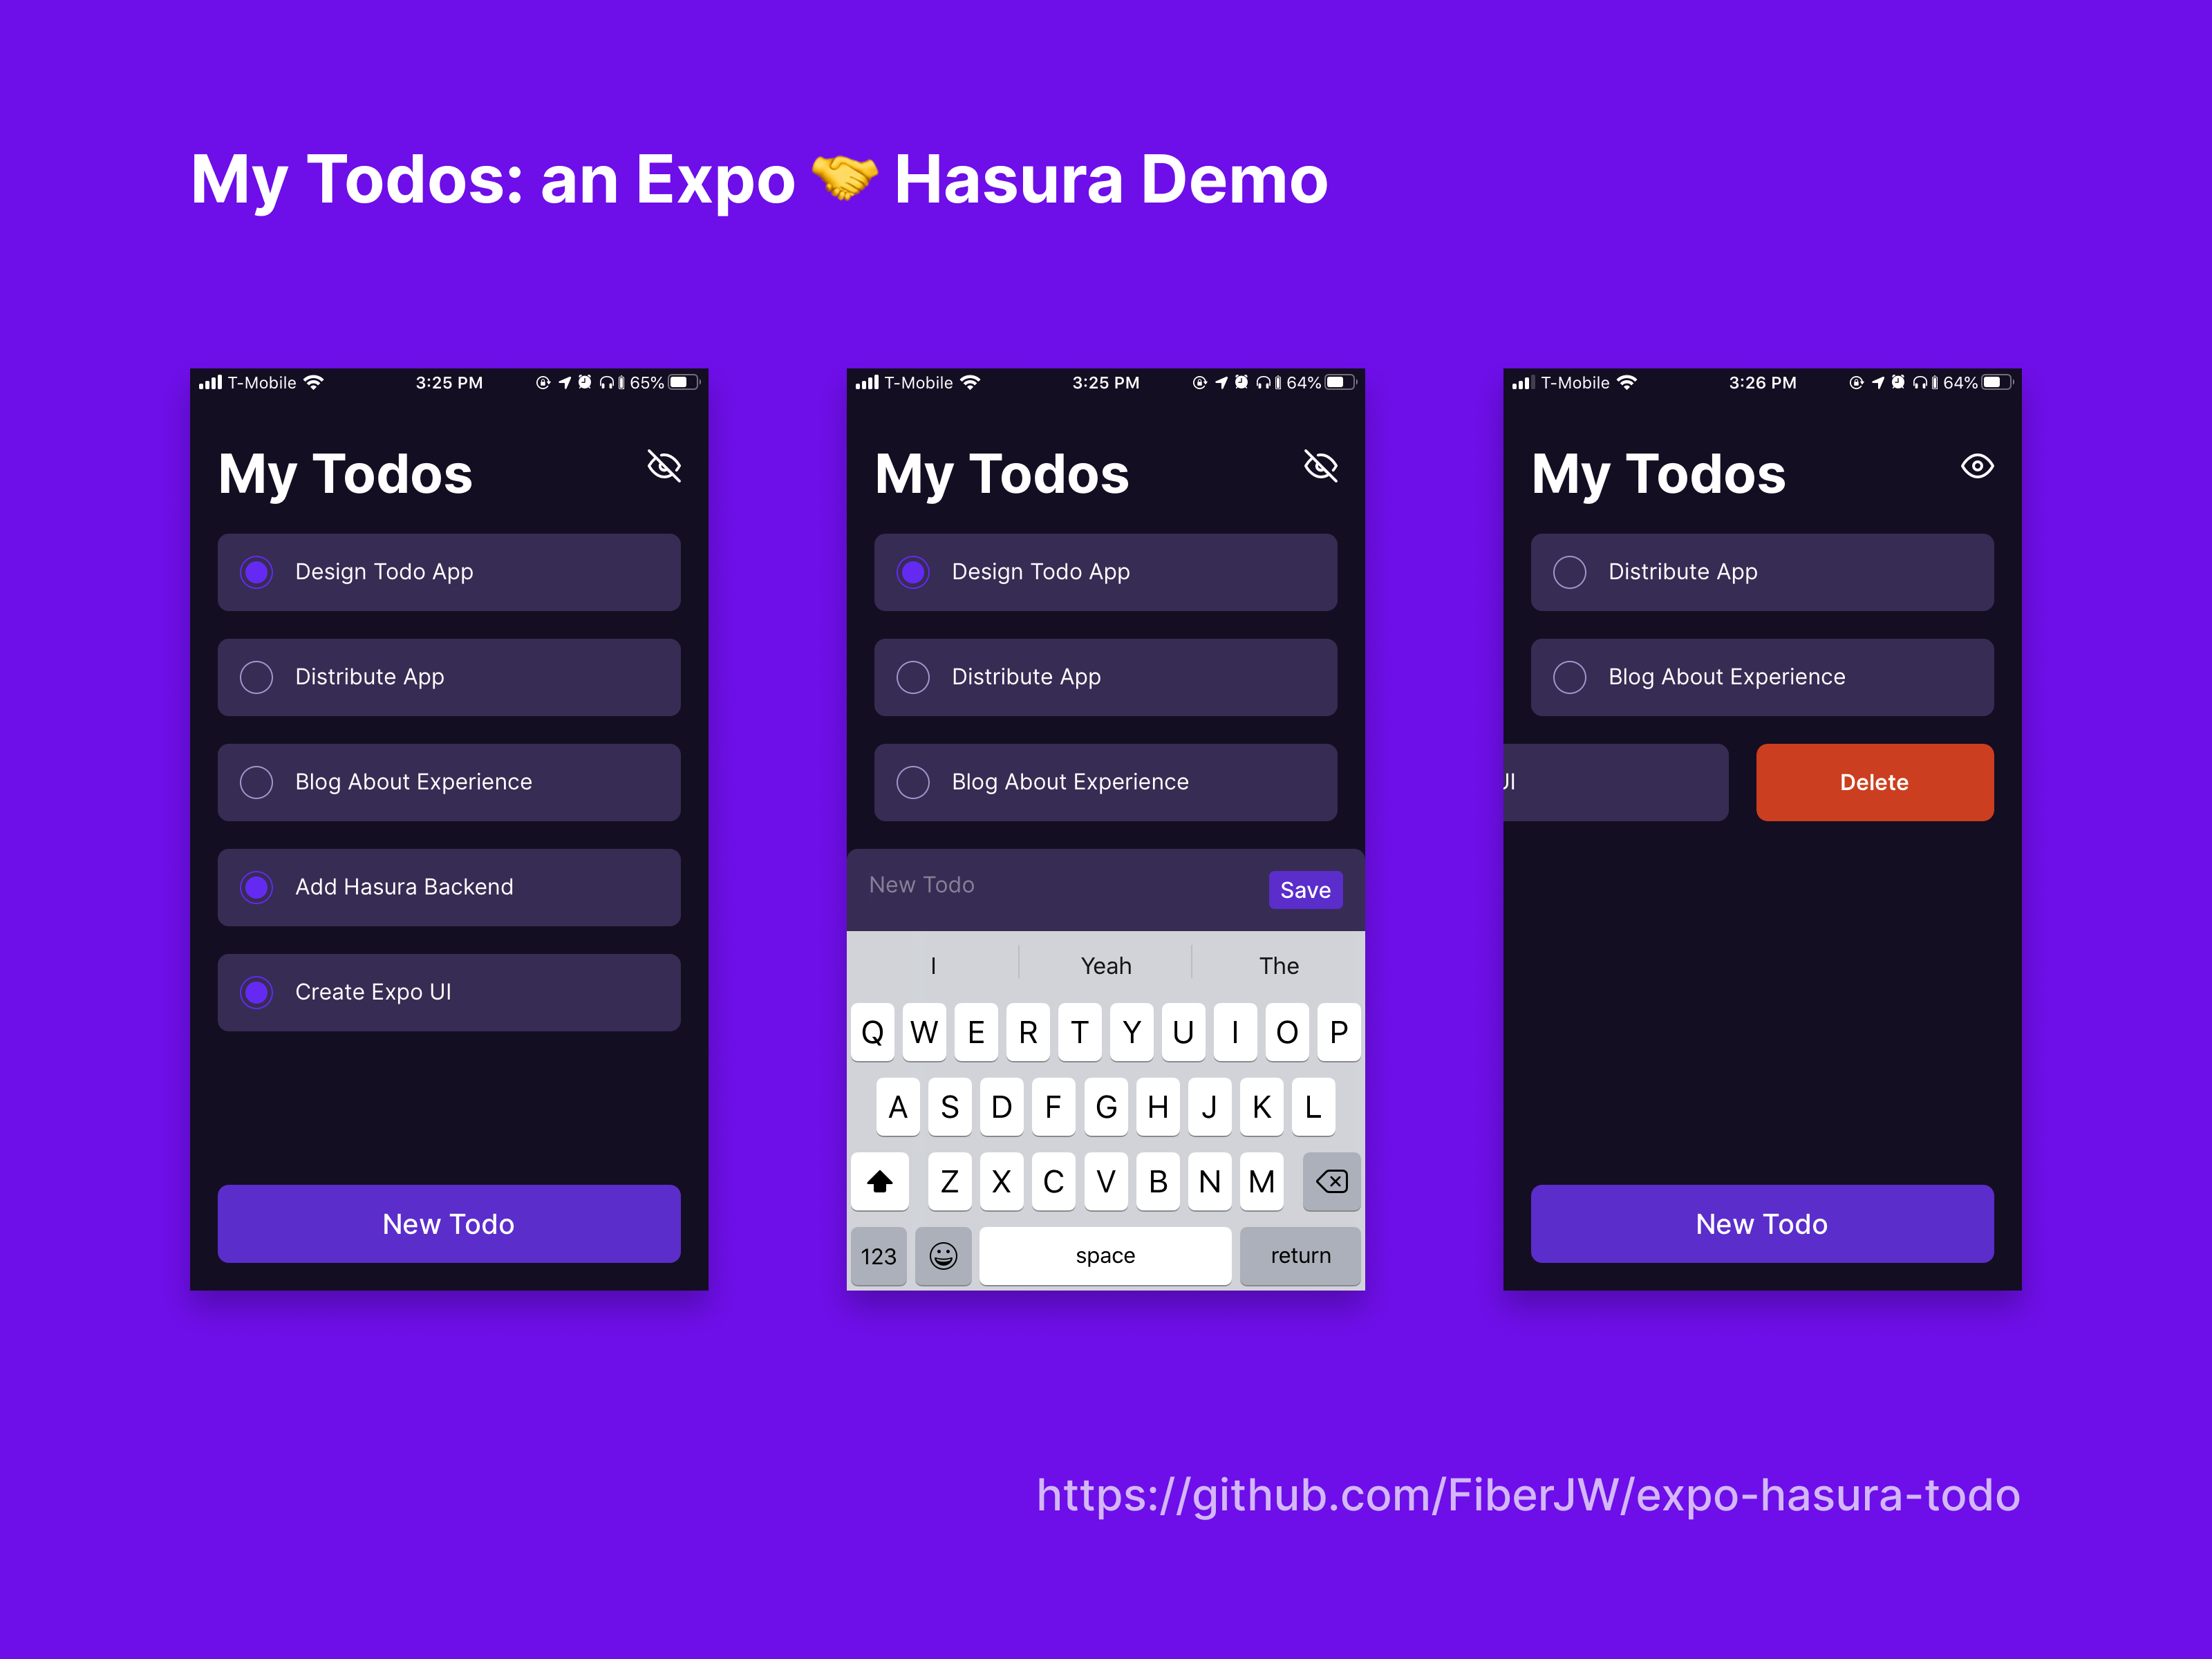 My Todos: an Expo 🤝 Hasura Demo
T-Mobile 3:25 PM 65%
My Todos
Design Todo App
Distribute App
Blog About Experience
Add Hasura Backend
Create Expo UI
New Todo
T-Mobile 3:25 PM 64%
My Todos
Design Todo App
Distribute App
Blog About Experience
New Todo Save
I Yeah The
Q W E R T Y U I O P
A S D F G H J K L
Z X C V B N M
123 space return
T-Mobile 3:26 PM 64%
My Todos
Distribute App
Blog About Experience
UI Delete
New Todo
https://github.com/FiberJW/expo-hasura-todo